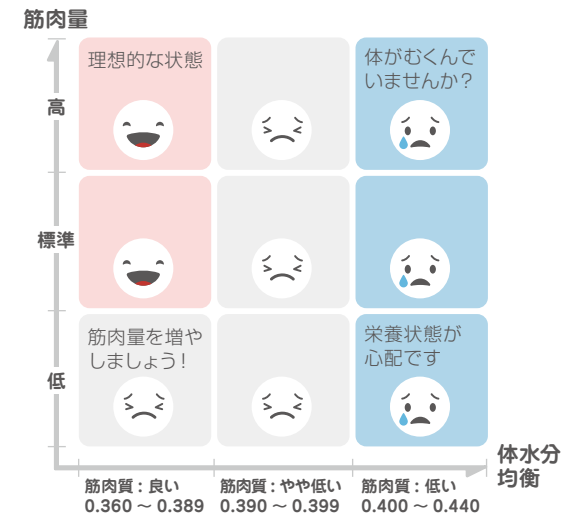 筋肉量
理想的な状態
体がむくんで
いませんか？
高
標準
筋肉量を増や
しましょう！
栄養状態が
心配です
低
体水分
均衡
筋肉質：良い
0.360 ～ 0.389
筋肉質：やや低い
0.390 ～ 0.399
筋肉質：低い
0.400 ～ 0.440